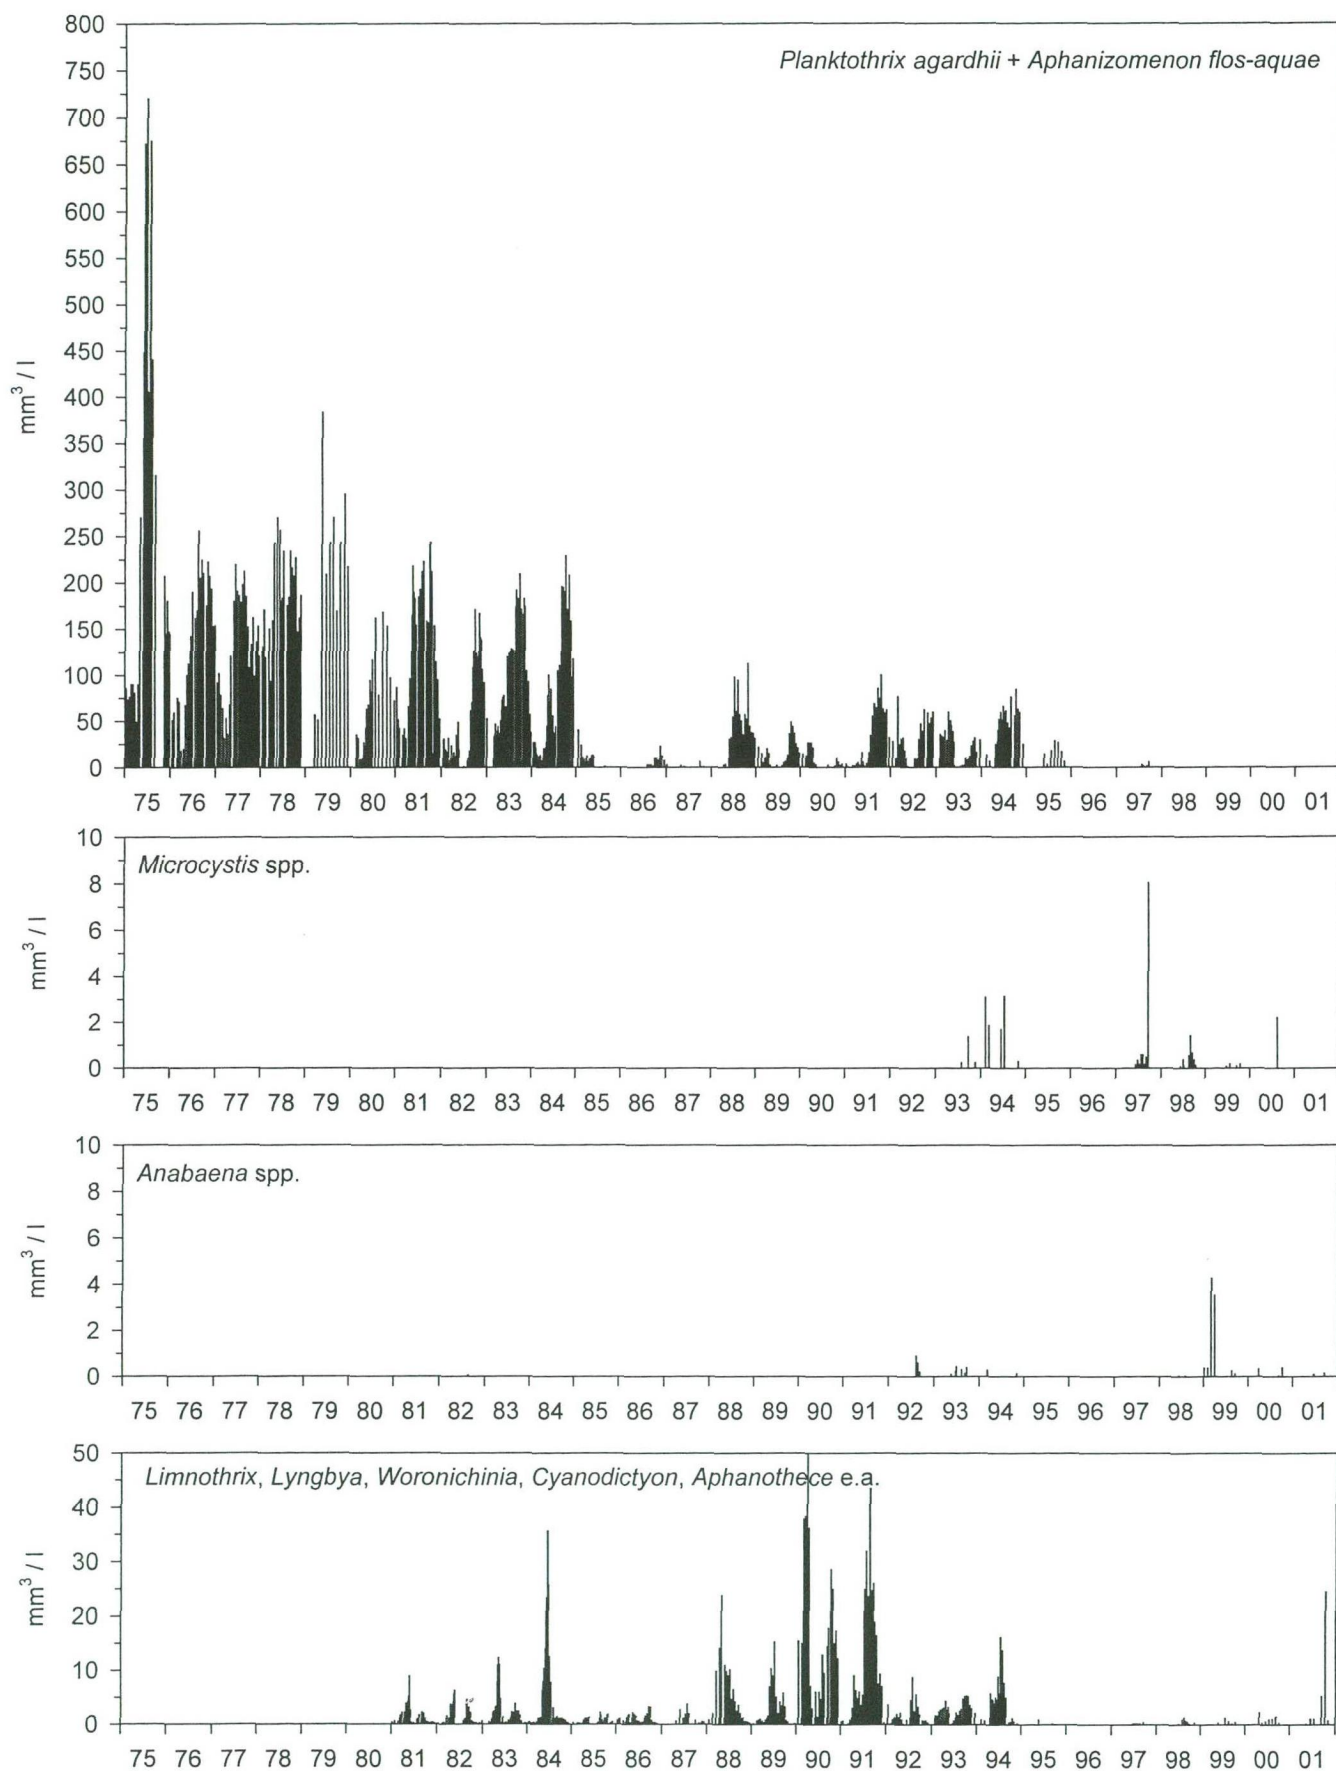 800
Planktothrix agardhii + Aphanizomenon flos-aquae
750
700
650
600
550
500
450
400
350
300
250
200
150
100
50
0
mm³ / l
75 76 77 78 79 80 81 82 83 84 85 86 87 88 89 90 91 92 93 94 95 96 97 98 99 00 01
10
Microcystis spp.
8
6
4
2
0
mm³ / l
75 76 77 78 79 80 81 82 83 84 85 86 87 88 89 90 91 92 93 94 95 96 97 98 99 00 01
10
Anabaena spp.
8
6
4
2
0
mm³ / l
75 76 77 78 79 80 81 82 83 84 85 86 87 88 89 90 91 92 93 94 95 96 97 98 99 00 01
50
Limnothrix, Lyngbya, Woronichinia, Cyanodictyon, Aphanothece e.a.
40
30
20
10
0
mm³ / l
75 76 77 78 79 80 81 82 83 84 85 86 87 88 89 90 91 92 93 94 95 96 97 98 99 00 01